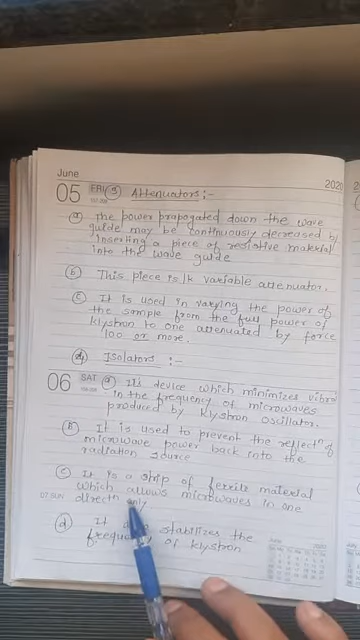 June
2020
05 FRI (3) Attenuators :-
(a) The power propagated down the wave
guide may be continuously decreased by
inserting a piece of resistive material
into the wave guide
(b) This piece is k variable attenuator.
(c) It is used in varying the power of
the sample from the full power of
klystron to one attenuated by force
100 or more.
(4) Isolators :-
06 SAT (a) It's device which minimizes vibra
in the frequency of microwaves
produced by klystron oscillator.
(b) It is used to prevent the reflectn of
microwave power back into the
radiation source
(c) It is a strip of ferrite material
which allows microwaves in one
07 SUN directn only
(d) It stabilizes the
of klystron